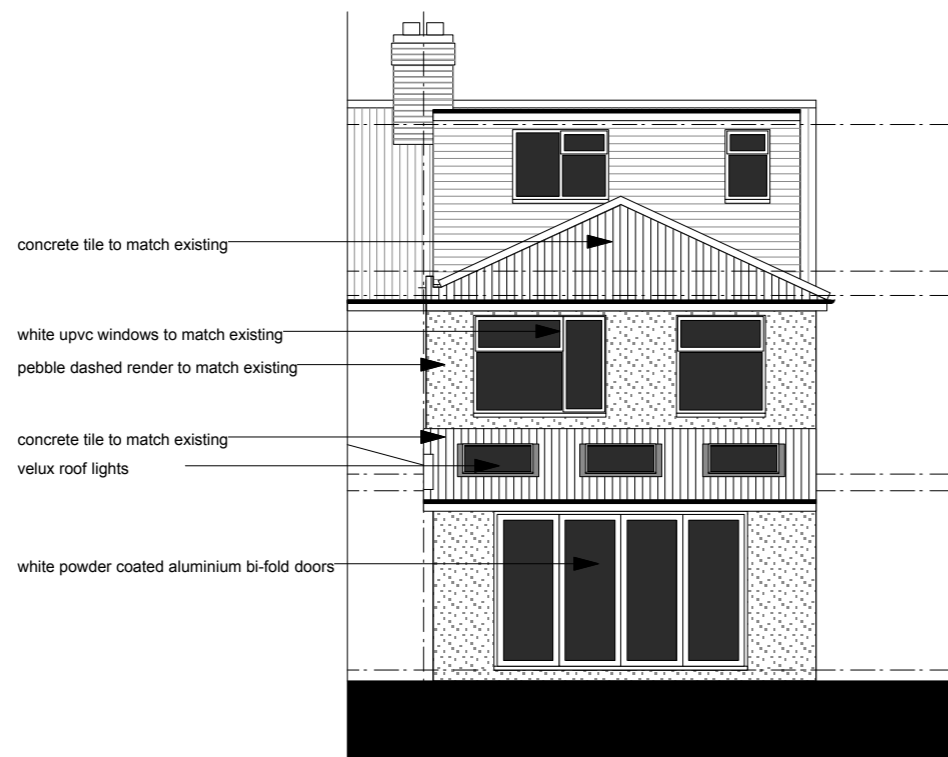 concrete tile to match existing
white upvc windows to match existing
pebble dashed render to match existing
concrete tile to match existing
velux roof lights
white powder coated aluminium bi-fold doors